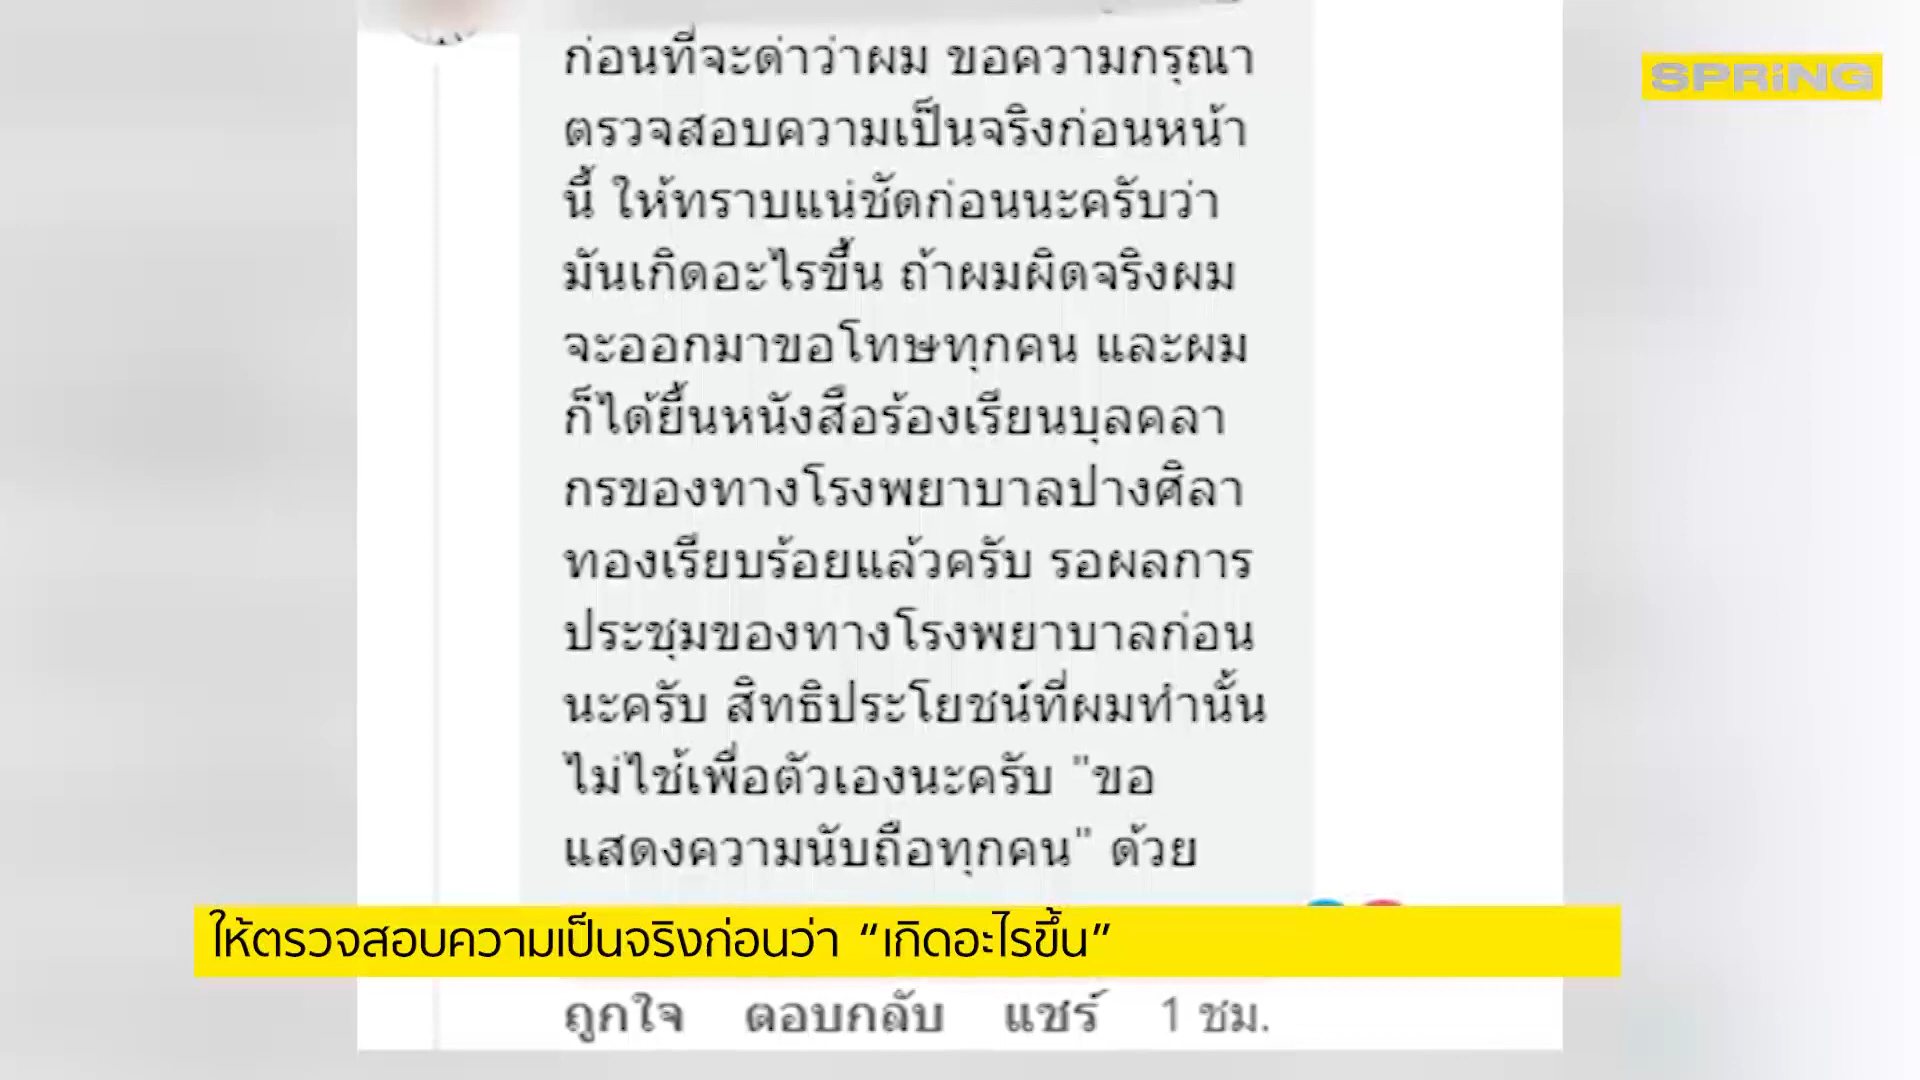 SPRiNG
ก่อนที่จะด่าว่าผม ขอความกรุณา
ตรวจสอบความเป็นจริงก่อนหน้า
นี้ ให้ทราบแน่ชัดก่อนนะครับว่า
มันเกิดอะไรขึ้น ถ้าผมผิดจริงผม
จะออกมาขอโทษทุกคน และผม
ก็ได้ยื้นหนังสือร้องเรียนบุลคลา
กรของทางโรงพยาบาลปางศิลา
ทองเรียบร้อยแล้วครับ รอผลการ
ประชุมของทางโรงพยาบาลก่อน
นะครับ สิทธิประโยชน์ที่ผมทำนั้น
ไม่ไช้เพื่อตัวเองนะครับ "ขอ
แสดงความนับถือทุกคน" ด้วย
ให้ตรวจสอบความเป็นจริงก่อนว่า “เกิดอะไรขึ้น”
ถูกใจ ตอบกลับ แชร์ 1 ชม.